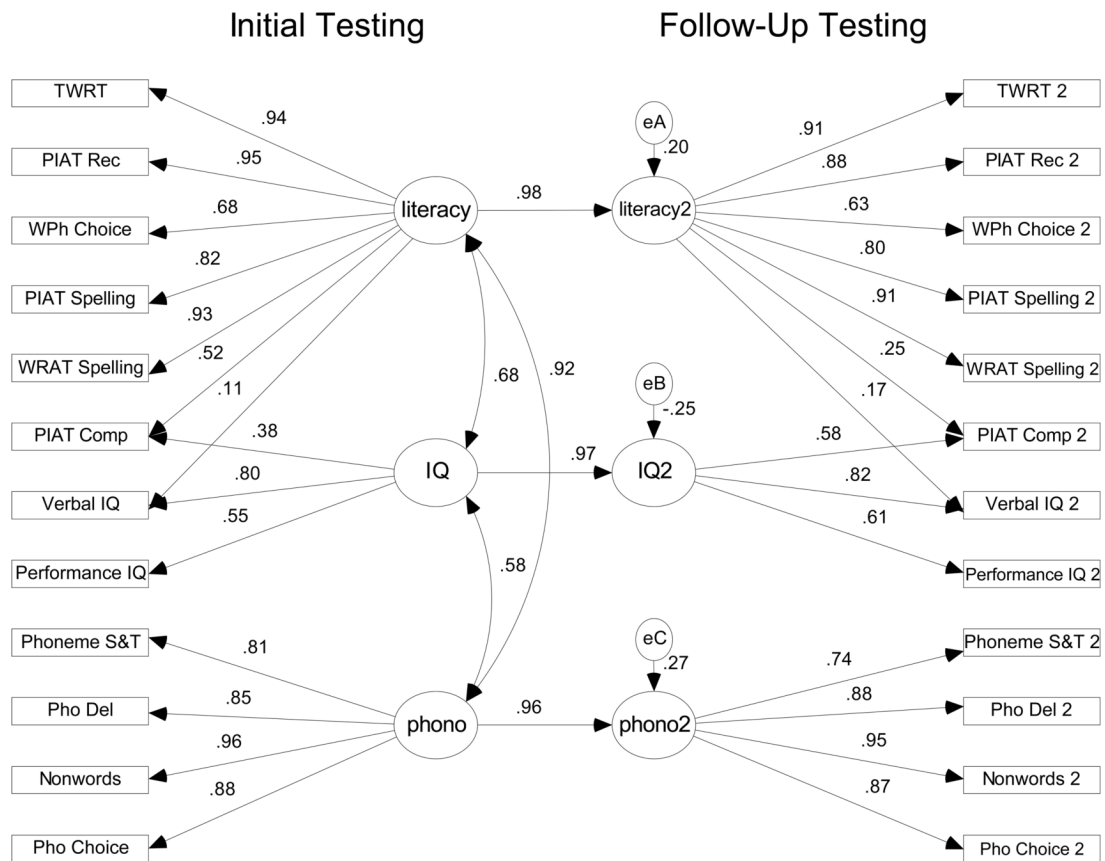 Initial Testing
Follow-Up Testing
TWRT
PIAT Rec
WPh Choice
PIAT Spelling
WRAT Spelling
PIAT Comp
Verbal IQ
Performance IQ
Phoneme S&T
Pho Del
Nonwords
Pho Choice
.94
.95
.68
.82
.93
.52
.11
.38
.80
.55
.81
.85
.96
.88
literacy
IQ
phono
.68
.92
.58
.98
.97
.96
eA
.20
literacy2
eB
-.25
IQ2
eC
.27
phono2
.91
.88
.63
.80
.91
.25
.17
.58
.82
.61
.74
.88
.95
.87
TWRT 2
PIAT Rec 2
WPh Choice 2
PIAT Spelling 2
WRAT Spelling 2
PIAT Comp 2
Verbal IQ 2
Performance IQ 2
Phoneme S&T 2
Pho Del 2
Nonwords 2
Pho Choice 2